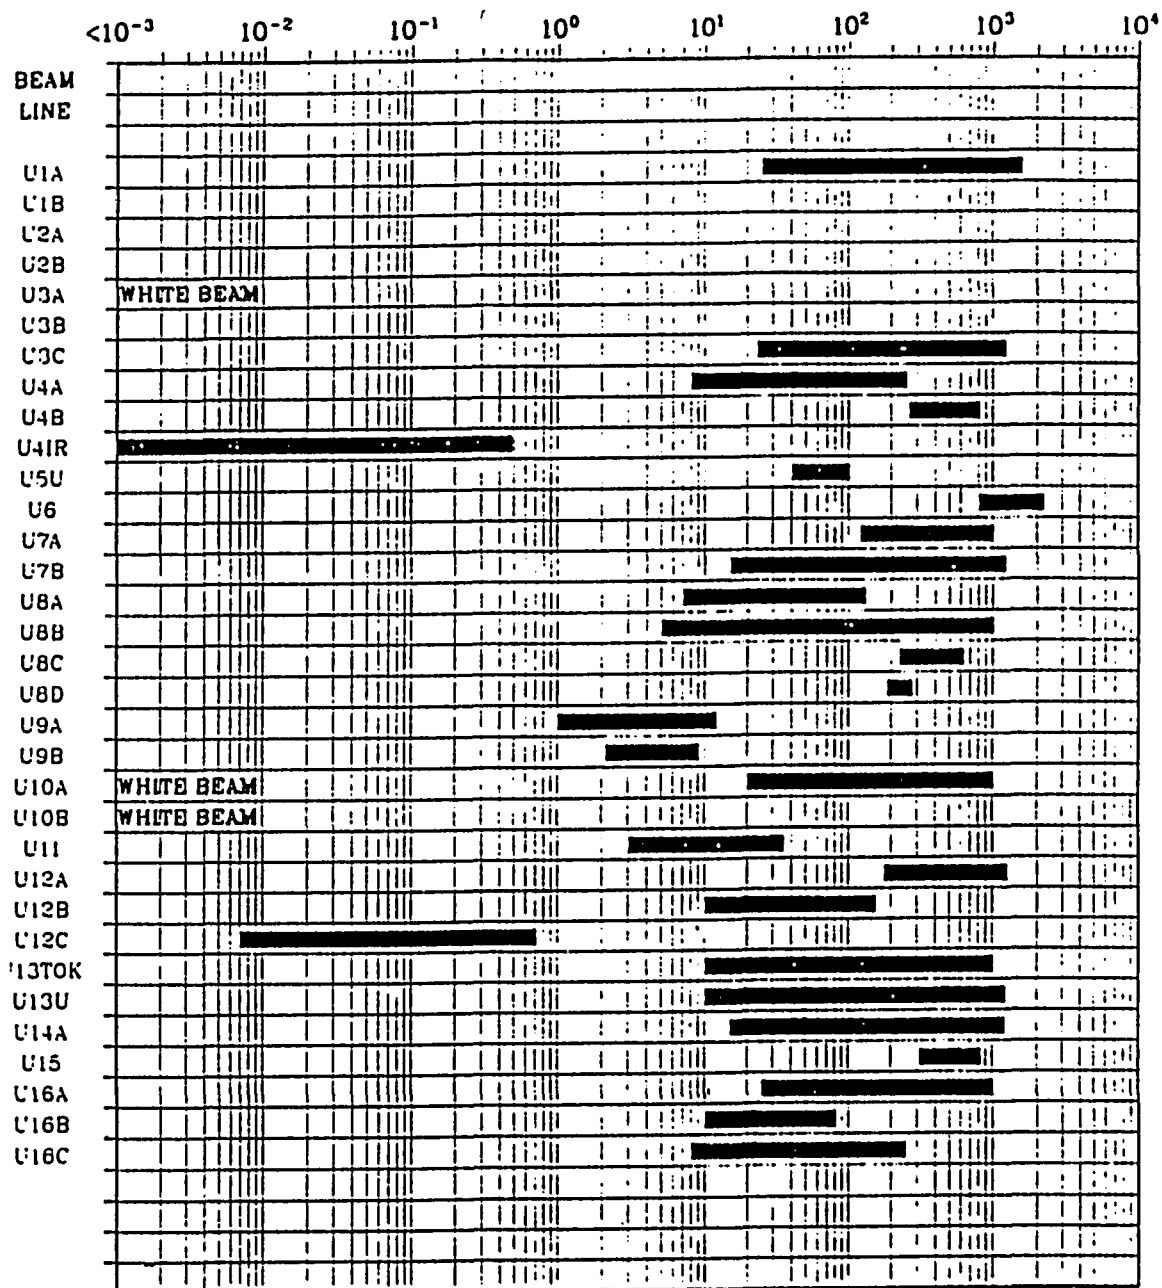 <10⁻³ 10⁻² 10⁻¹ 10⁰ 10¹ 10² 10³ 10⁴
BEAM
LINE
U1A
U1B
U2A
U2B
U3A WHITE BEAM
U3B
U3C
U4A
U4B
U4IR
U5U
U6
U7A
U7B
U8A
U8B
U8C
U8D
U9A
U9B
U10A WHITE BEAM
U10B WHITE BEAM
U11
U12A
U12B
U12C
U13TOK
U13U
U14A
U15
U16A
U16B
U16C